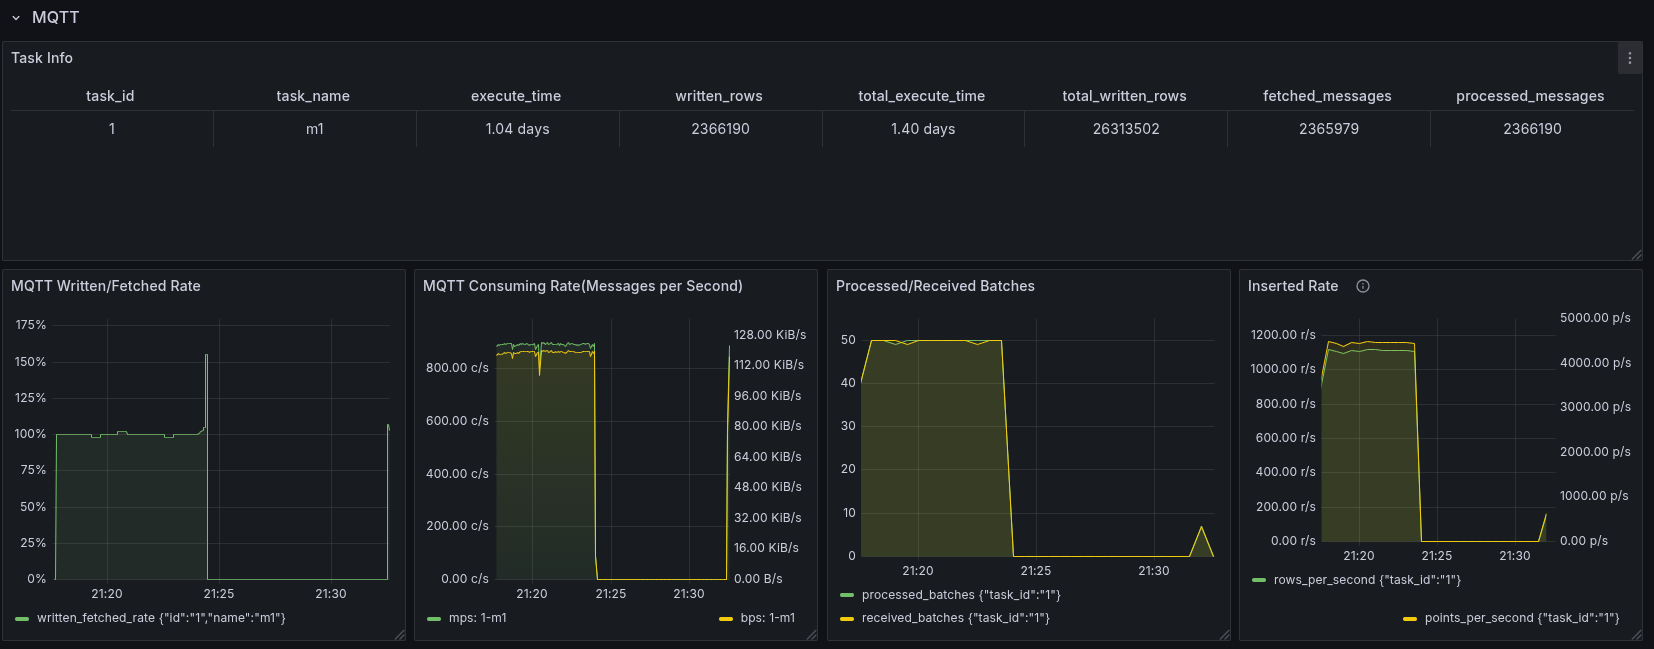 MQTT
Task Info
task_id task_name execute_time written_rows total_execute_time total_written_rows fetched_messages processed_messages
1 m1 1.04 days 2366190 1.40 days 26313502 2365979 2366190
MQTT Written/Fetched Rate
175%
150%
125%
100%
75%
50%
25%
0%
21:20 21:25 21:30
written_fetched_rate {"id":"1","name":"m1"}
MQTT Consuming Rate(Messages per Second)
800.00 c/s
600.00 c/s
400.00 c/s
200.00 c/s
0.00 c/s
128.00 KiB/s
112.00 KiB/s
96.00 KiB/s
80.00 KiB/s
64.00 KiB/s
48.00 KiB/s
32.00 KiB/s
16.00 KiB/s
0.00 B/s
21:20 21:25 21:30
mps: 1-m1 bps: 1-m1
Processed/Received Batches
50
40
30
20
10
0
21:20 21:25 21:30
processed_batches {"task_id":"1"}
received_batches {"task_id":"1"}
Inserted Rate
1200.00 r/s
1000.00 r/s
800.00 r/s
600.00 r/s
400.00 r/s
200.00 r/s
0.00 r/s
5000.00 p/s
4000.00 p/s
3000.00 p/s
2000.00 p/s
1000.00 p/s
0.00 p/s
21:20 21:25 21:30
rows_per_second {"task_id":"1"}
points_per_second {"task_id":"1"}